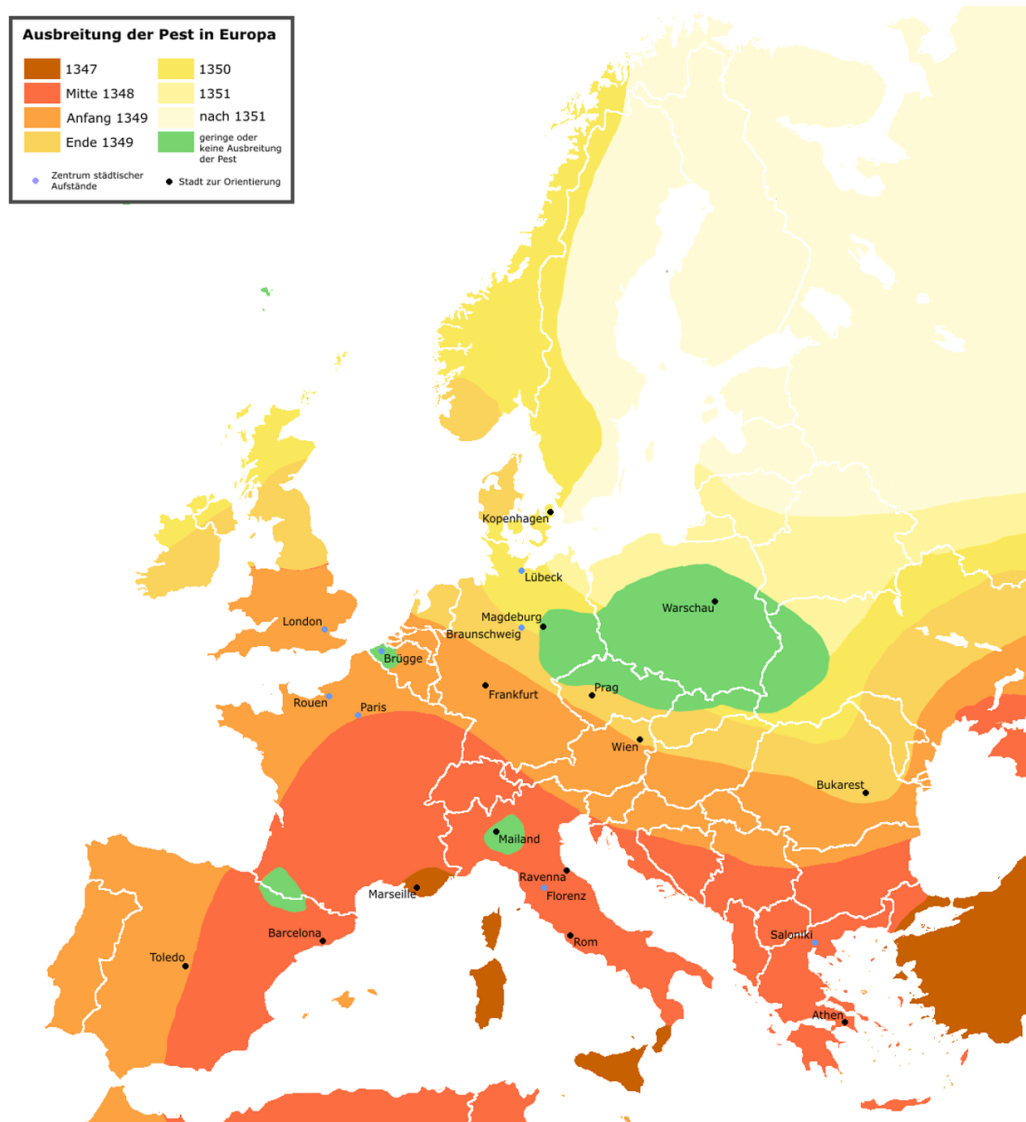 Ausbreitung der Pest in Europa
1347
Mitte 1348
Anfang 1349
Ende 1349
1350
1351
nach 1351
geringe oder
keine Ausbreitung
der Pest
Zentrum städtischer
Aufstände
Stadt zur Orientierung
Kopenhagen
Lübeck
Warschau
Magdeburg
Braunschweig
London
Brügge
Rouen
Paris
Frankfurt
Prag
Wien
Bukarest
Mailand
Ravenna
Marseille
Florenz
Barcelona
Rom
Saloniki
Toledo
Athen